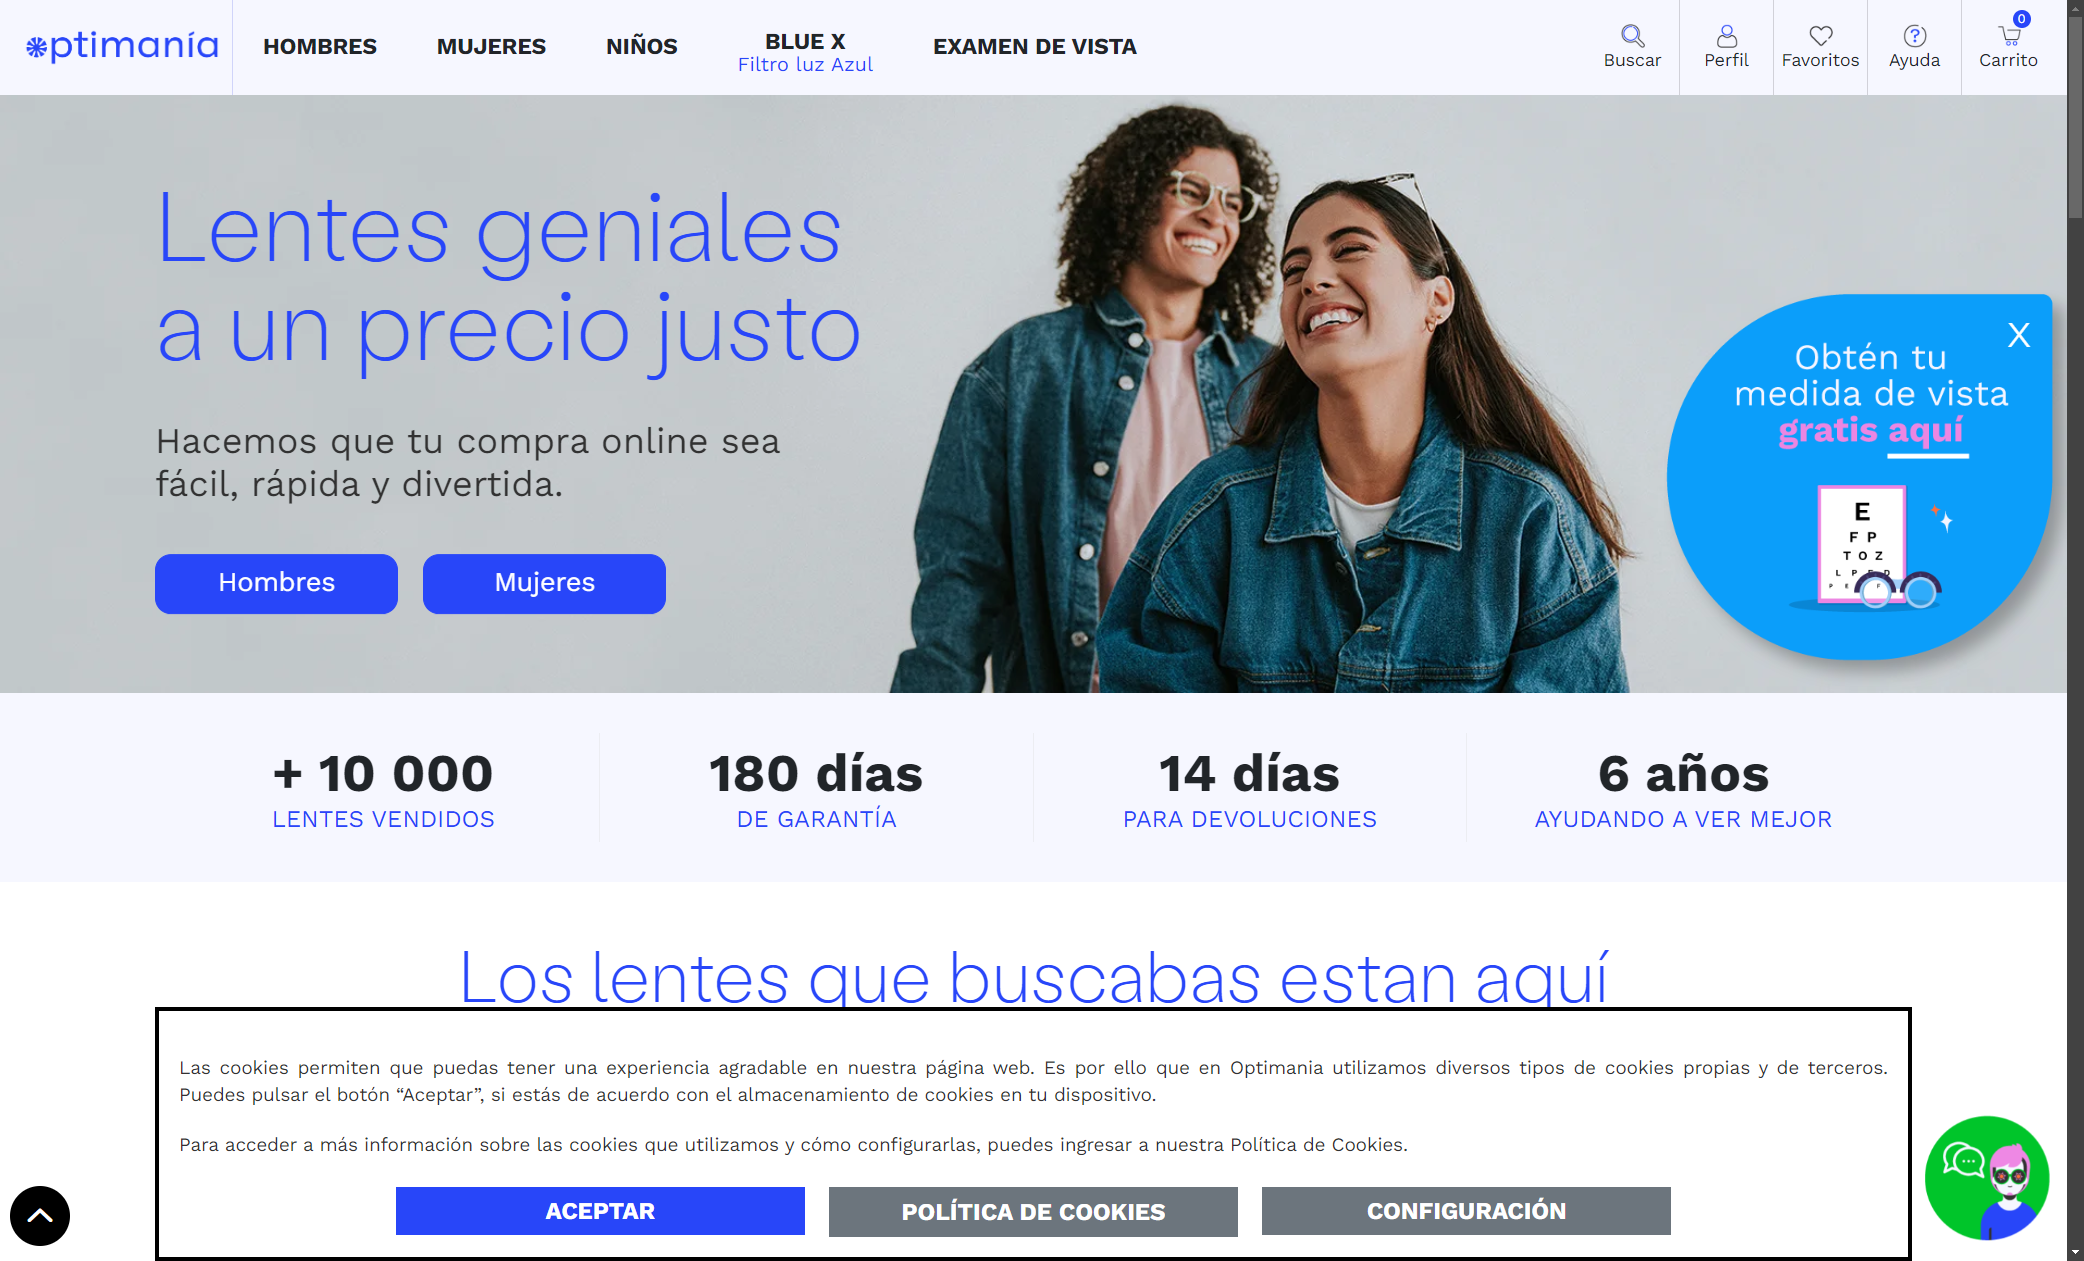 optimanía
HOMBRES
MUJERES
NIÑOS
BLUE X
Filtro luz Azul
EXAMEN DE VISTA
Buscar
Perfil
Favoritos
Ayuda
0
Carrito
Lentes geniales
a un precio justo
Hacemos que tu compra online sea
fácil, rápida y divertida.
Hombres
Mujeres
X
Obtén tu
medida de vista
gratis aquí
E
F P
T O Z
L P E D
+ 10 000
LENTES VENDIDOS
180 días
DE GARANTÍA
14 días
PARA DEVOLUCIONES
6 años
AYUDANDO A VER MEJOR
Los lentes que buscabas estan aquí
Las cookies permiten que puedas tener una experiencia agradable en nuestra página web. Es por ello que en Optimania utilizamos diversos tipos de cookies propias y de terceros.
Puedes pulsar el botón “Aceptar”, si estás de acuerdo con el almacenamiento de cookies en tu dispositivo.
Para acceder a más información sobre las cookies que utilizamos y cómo configurarlas, puedes ingresar a nuestra Política de Cookies.
ACEPTAR
POLÍTICA DE COOKIES
CONFIGURACIÓN